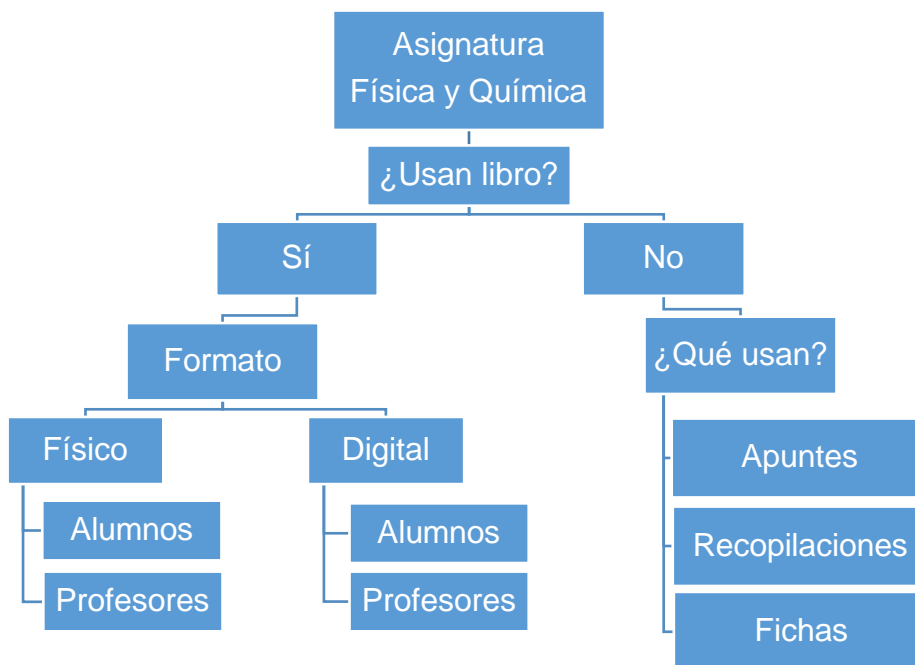 Asignatura
Física y Química
¿Usan libro?
Sí
No
Formato
¿Qué usan?
Físico
Digital
Alumnos
Profesores
Alumnos
Profesores
Apuntes
Recopilaciones
Fichas